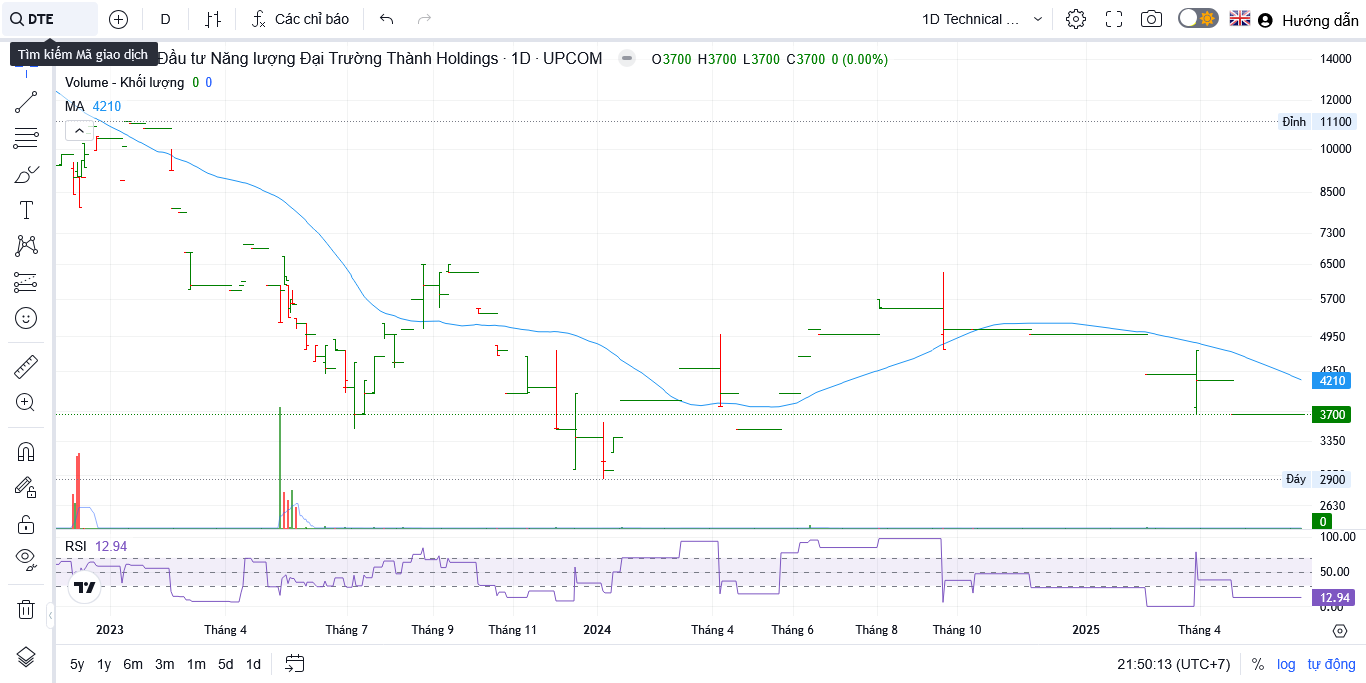 DTE
D
Các chỉ báo
1D Technical ...
Hướng dẫn
Tìm kiếm Mã giao dịch
Đầu tư Năng lượng Đại Trường Thành Holdings · 1D · UPCOM
O3700 H3700 L3700 C3700 0 (0.00%)
Volume - Khối lượng 0 0
MA 4210
14000
12000
Đỉnh 11100
10000
8500
7300
6500
5700
4950
4250
4210
3700
3350
Đáy 2900
2630
0
RSI 12.94
100.00
50.00
12.94
0.00
2023 Tháng 4 Tháng 7 Tháng 9 Tháng 11 2024 Tháng 4 Tháng 6 Tháng 8 Tháng 10 2025 Tháng 4
5y 1y 6m 3m 1m 5d 1d
21:50:13 (UTC+7) % log tự động